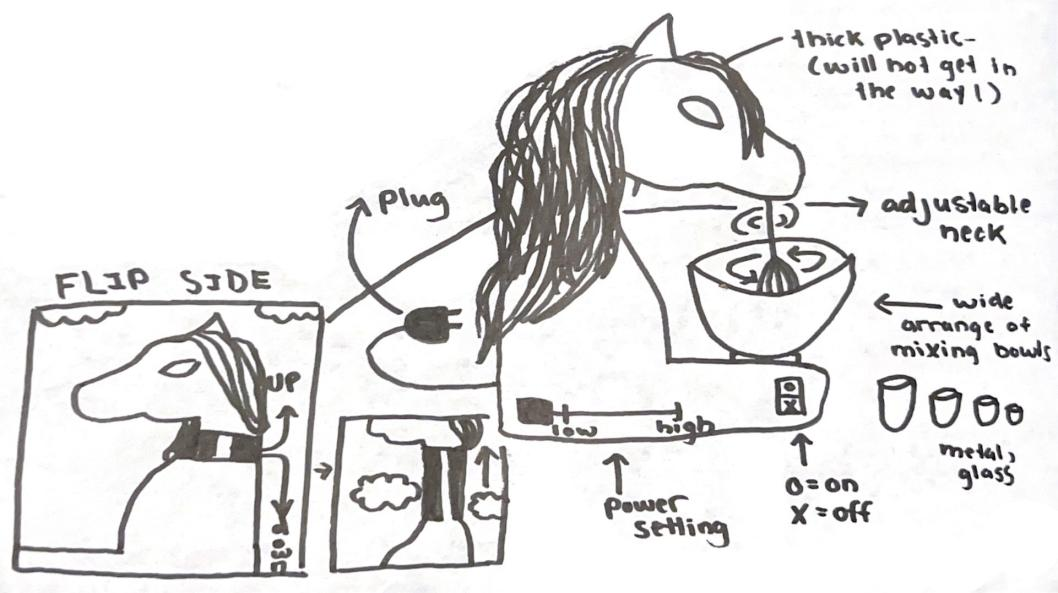 thick plastic-
(will not get in
the way!)
plug
adjustable
neck
FLIP SIDE
wide
arrange of
mixing bowls
UP
low
high
O
X
metal,
glass
power
setting
O=on
X=off